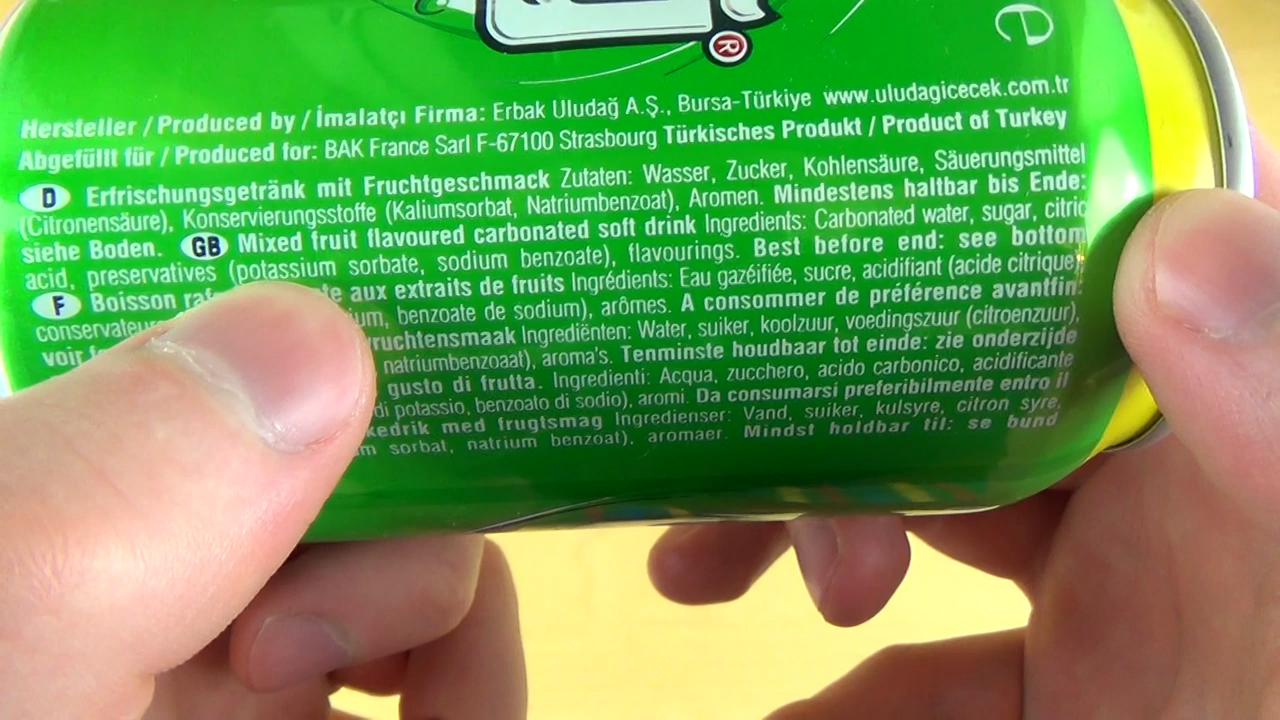 ®
e
Hersteller / Produced by / İmalatçı Firma: Erbak Uludağ A.Ş., Bursa-Türkiye www.uludagicecek.com.tr
Abgefüllt für / Produced for: BAK France Sarl F-67100 Strasbourg Türkisches Produkt / Product of Turkey
D Erfrischungsgetränk mit Fruchtgeschmack Zutaten: Wasser, Zucker, Kohlensäure, Säuerungsmittel
(Citronensäure), Konservierungsstoffe (Kaliumsorbat, Natriumbenzoat), Aromen. Mindestens haltbar bis Ende:
siehe Boden. GB Mixed fruit flavoured carbonated soft drink Ingredients: Carbonated water, sugar, citric
acid, preservatives (potassium sorbate, sodium benzoate), flavourings. Best before end: see bottom
F Boisson aux extraits de fruits Ingrédients: Eau gazéifiée, sucre, acidifiant (acide citrique),
benzoate de sodium), arômes. A consommer de préférence avantfin:
voir Ingrediënten: Water, suiker, koolzuur, voedingszuur (citroenzuur),
natriumbenzoaat), aroma's. Tenminste houdbaar tot einde: zie onderzijde
gusto di frutta. Ingredienti: Acqua, zucchero, acido carbonico, acidificante
di potassio, benzoato di sodio), aromi. Da consumarsi preferibilmente entro il
med frugtsmag Ingredienser: Vand, suiker, kulsyre, citron syre,
sorbat, natrium benzoat), aromaer. Mindst holdbar til: se bund